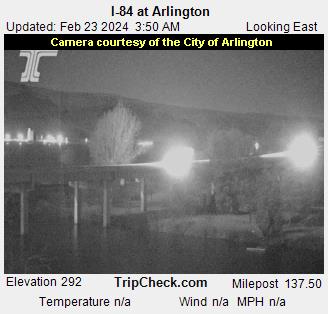 I-84 at Arlington
Updated: Feb 23 2024 3:50 AM Looking East
Camera courtesy of the City of Arlington
Elevation 292 TripCheck.com Milepost 137.50
Temperature n/a Wind n/a MPH n/a